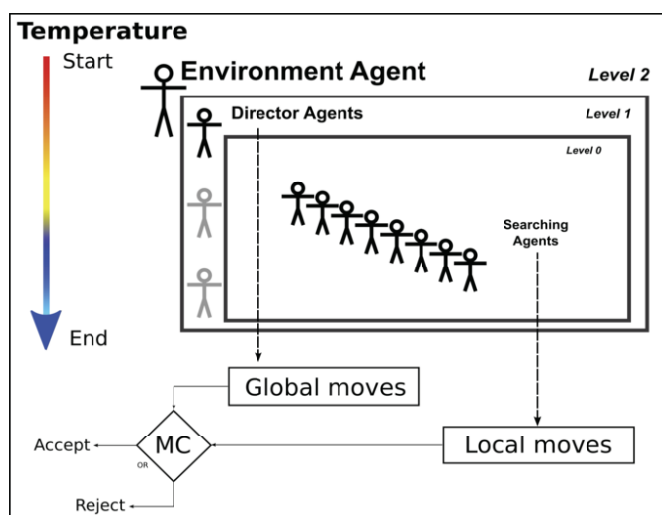 Temperature
Start
Environment Agent
Level 2
Director Agents
Level 1
Level 0
Searching
Agents
End
Global moves
Accept
MC
OR
Local moves
Reject